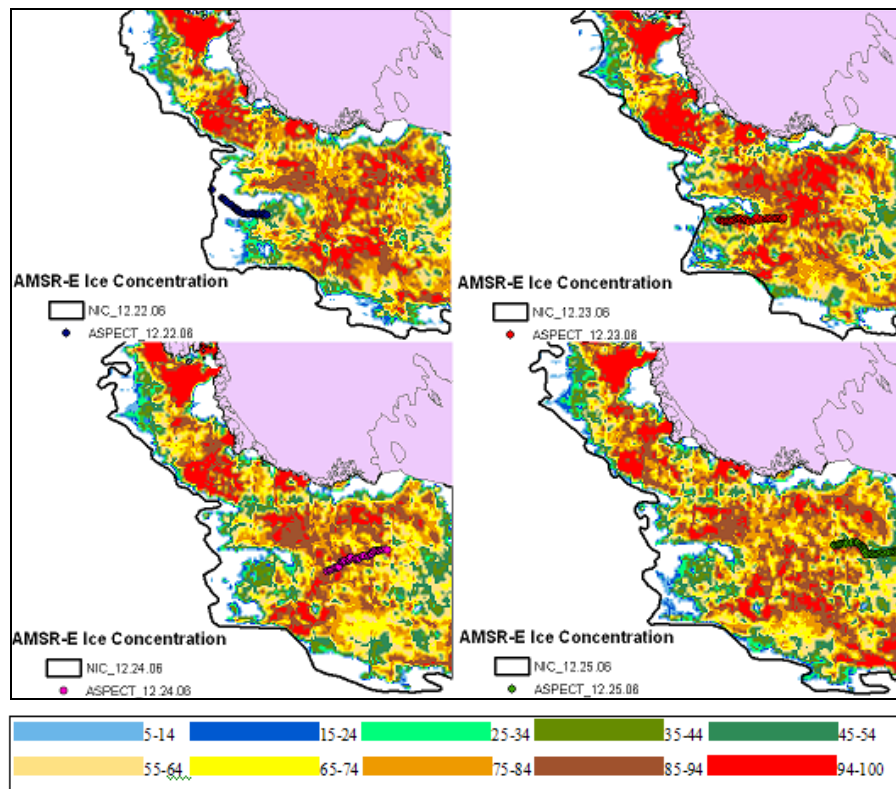 AMSR-E Ice Concentration
NIC_12.22.06
ASPECT_12.22.06
AMSR-E Ice Concentration
NIC_12.23.06
ASPECT_12.23.06
AMSR-E Ice Concentration
NIC_12.24.06
ASPECT_12.24.06
AMSR-E Ice Concentration
NIC_12.25.06
ASPECT_12.25.06
5-14 15-24 25-34 35-44 45-54
55-64 65-74 75-84 85-94 94-100